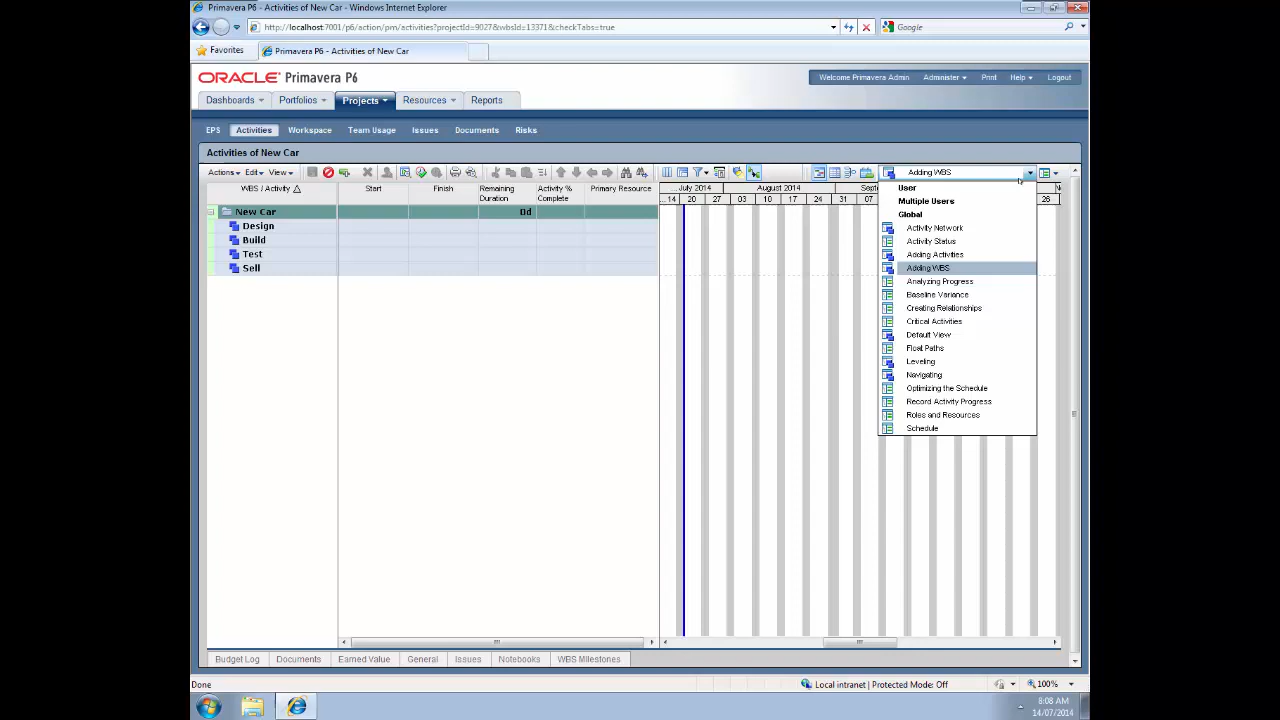 Primavera P6 - Activities of New Car - Windows Internet Explorer
http://localhost:7001/p6/action/pm/activities?projectId=9027&wbsId=13371&checkTabs=true
Google
Favorites
Primavera P6 - Activities of New Car
ORACLE Primavera P6
Welcome Primavera Admin Administer Print Help Logout
Dashboards Portfolios Projects Resources Reports
EPS Activities Workspace Team Usage Issues Documents Risks
Activities of New Car
Actions Edit View
Adding WBS
WBS / Activity Start Finish Remaining Duration Activity % Complete Primary Resource
...July 2014 August 2014 Septe
14 20 27 03 10 17 24 31 07 26
New Car 0d
Design
Build
Test
Sell
User
Multiple Users
Global
Activity Network
Activity Status
Adding Activities
Adding WBS
Analyzing Progress
Baseline Variance
Creating Relationships
Critical Activities
Default View
Float Paths
Leveling
Navigating
Optimizing the Schedule
Record Activity Progress
Roles and Resources
Schedule
Budget Log Documents Earned Value General Issues Notebooks WBS Milestones
Done
Local intranet | Protected Mode: Off
100%
8:08 AM
14/07/2014